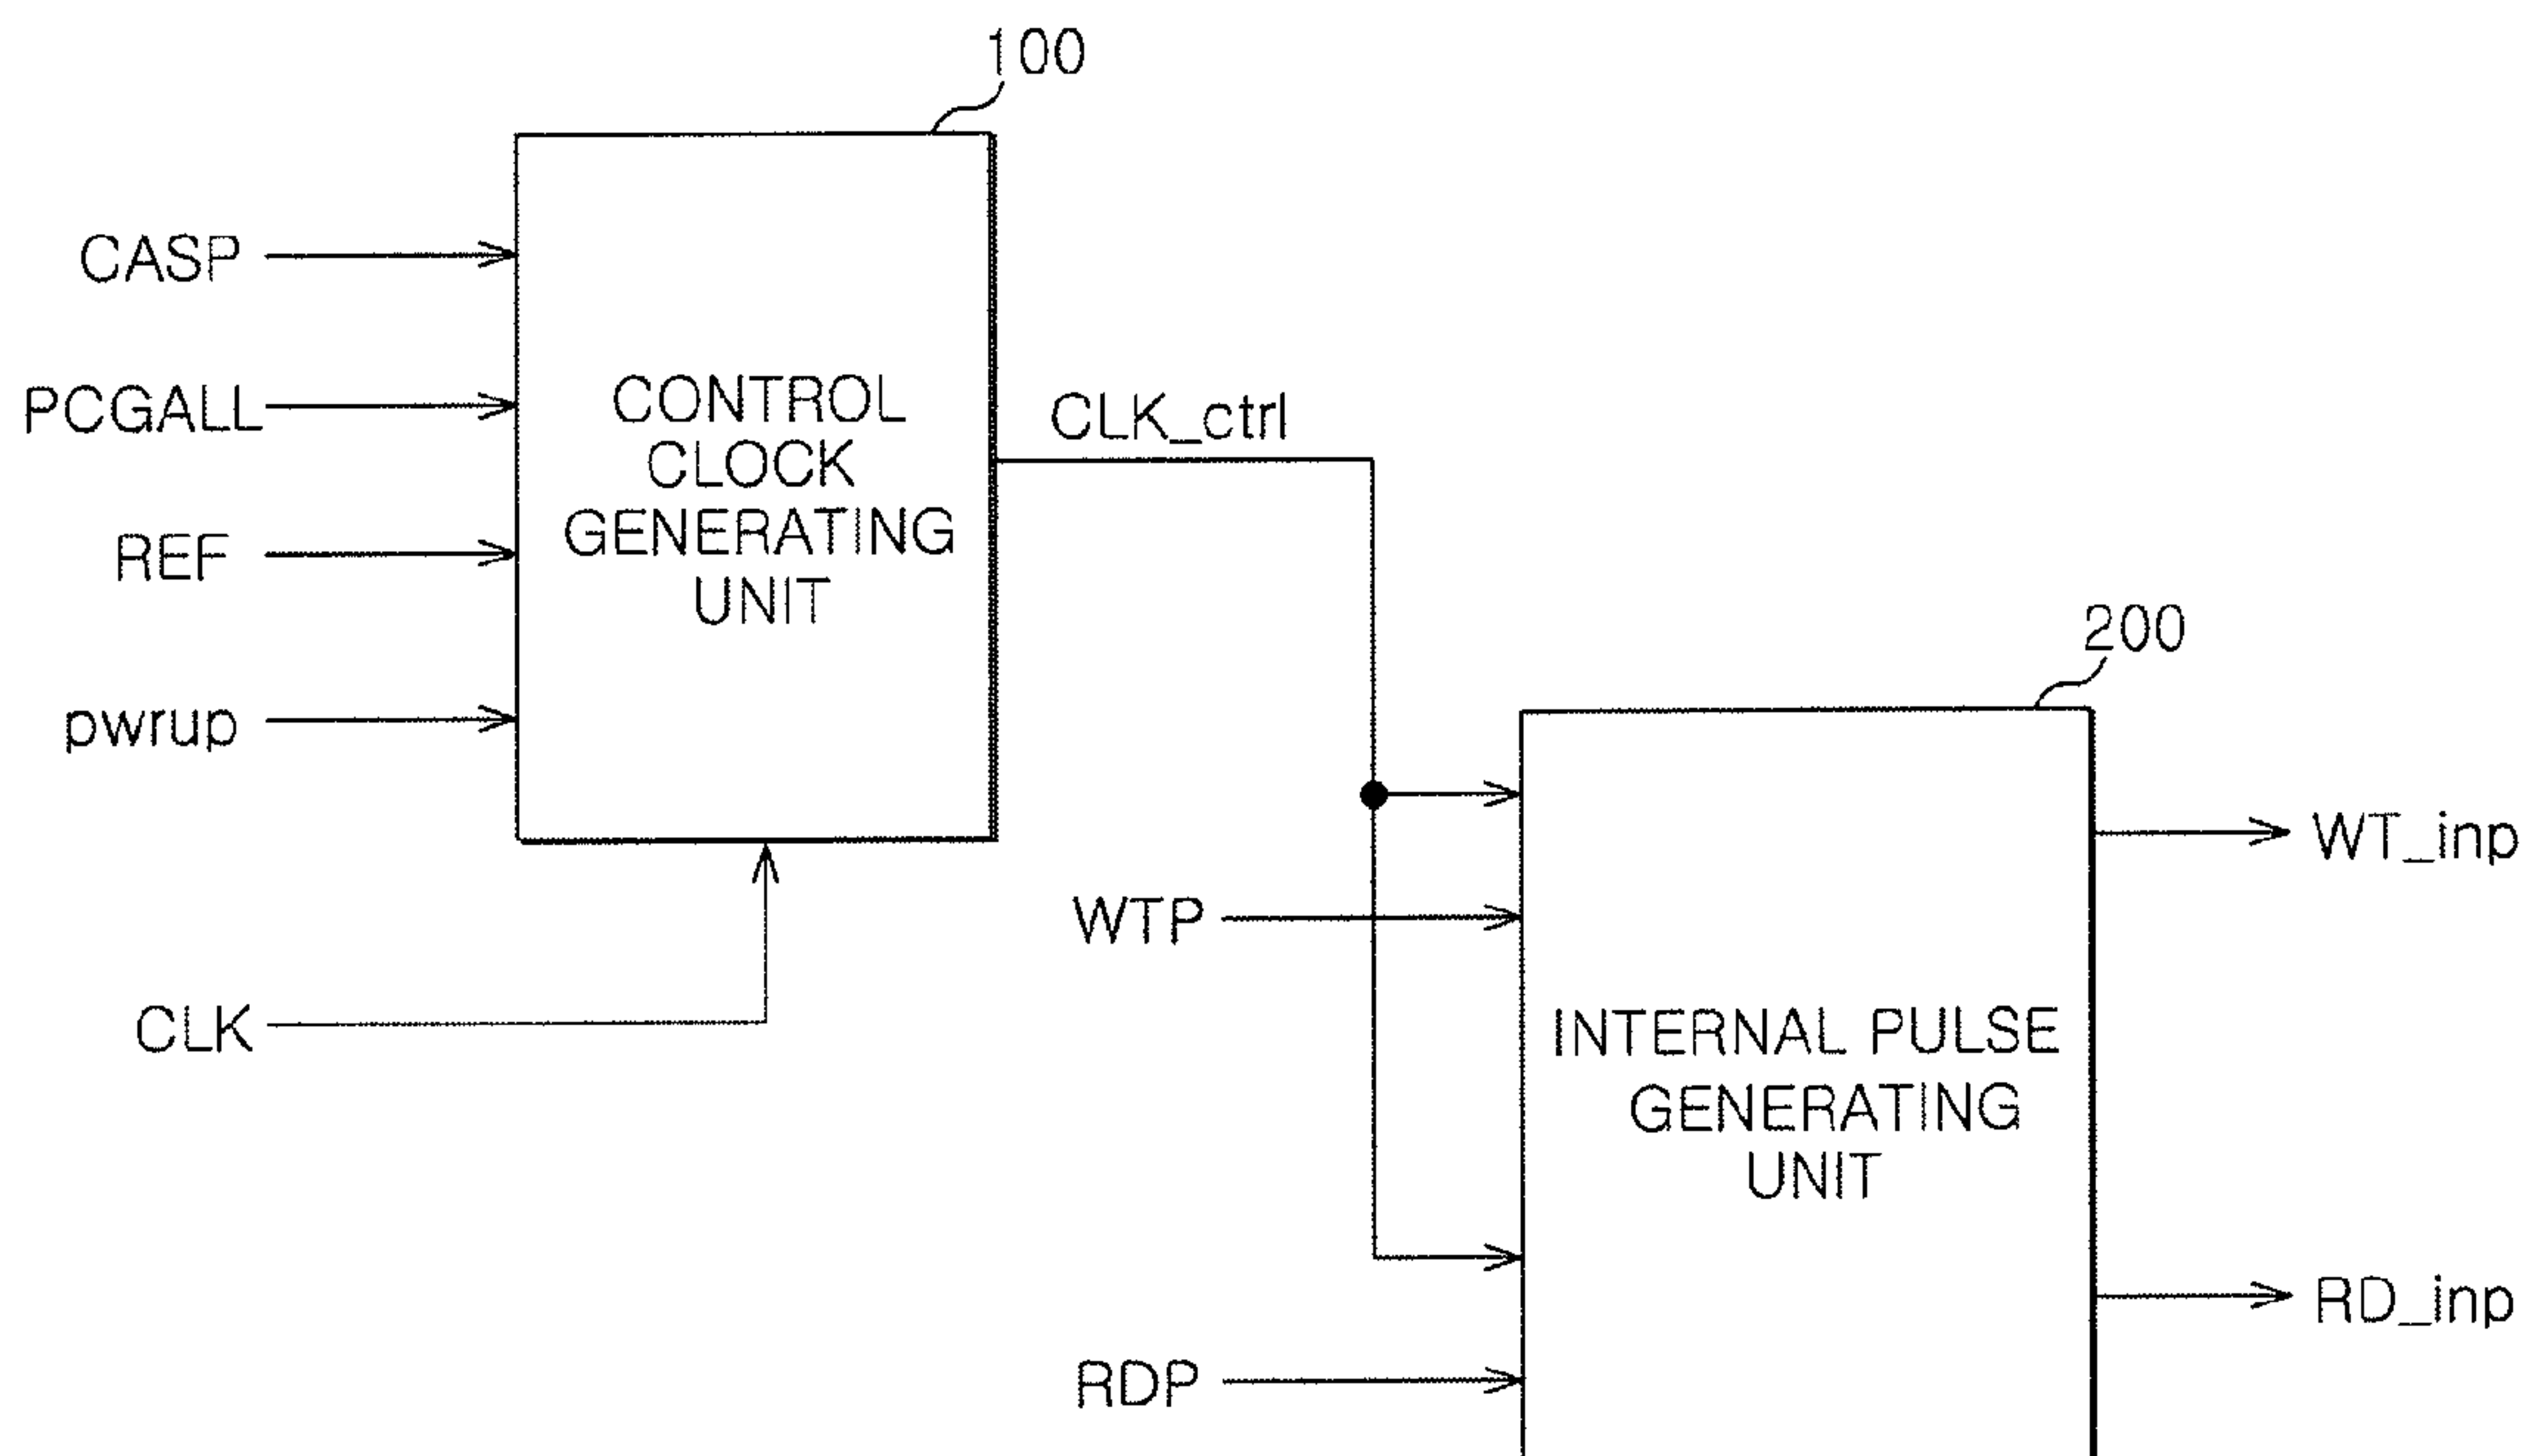 100
CASP
PCGALL
REF
pwrup
CLK
CONTROL
CLOCK
GENERATING
UNIT
CLK_ctrl
200
WTP
RDP
INTERNAL PULSE
GENERATING
UNIT
WT_inp
RD_inp